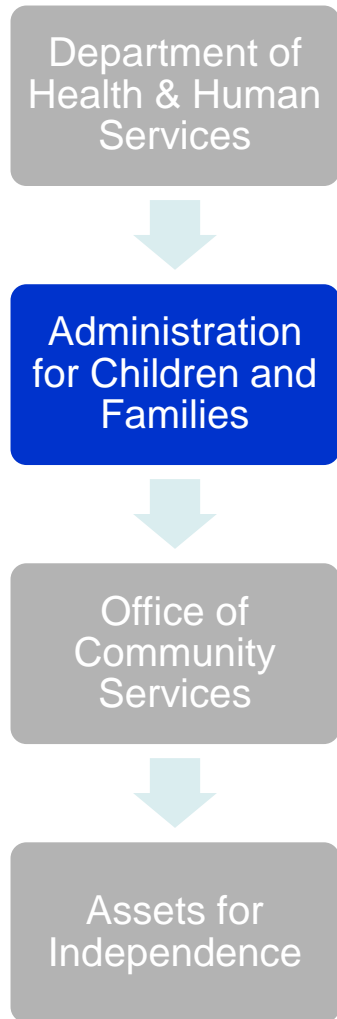 Department of
Health & Human
Services
Administration
for Children and
Families
Office of
Community
Services
Assets for
Independence